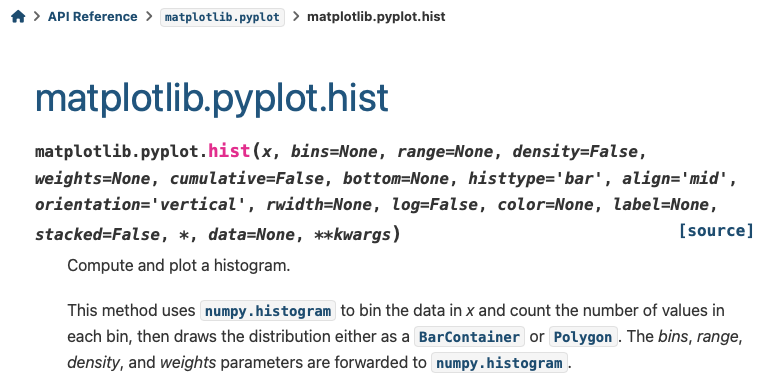 API Reference > matplotlib.pyplot > matplotlib.pyplot.hist
matplotlib.pyplot.hist
matplotlib.pyplot.hist(x, bins=None, range=None, density=False,
weights=None, cumulative=False, bottom=None, histtype='bar', align='mid',
orientation='vertical', rwidth=None, log=False, color=None, label=None,
stacked=False, *, data=None, **kwargs) [source]
Compute and plot a histogram.
This method uses numpy.histogram to bin the data in x and count the number of values in
each bin, then draws the distribution either as a BarContainer or Polygon. The bins, range,
density, and weights parameters are forwarded to numpy.histogram.